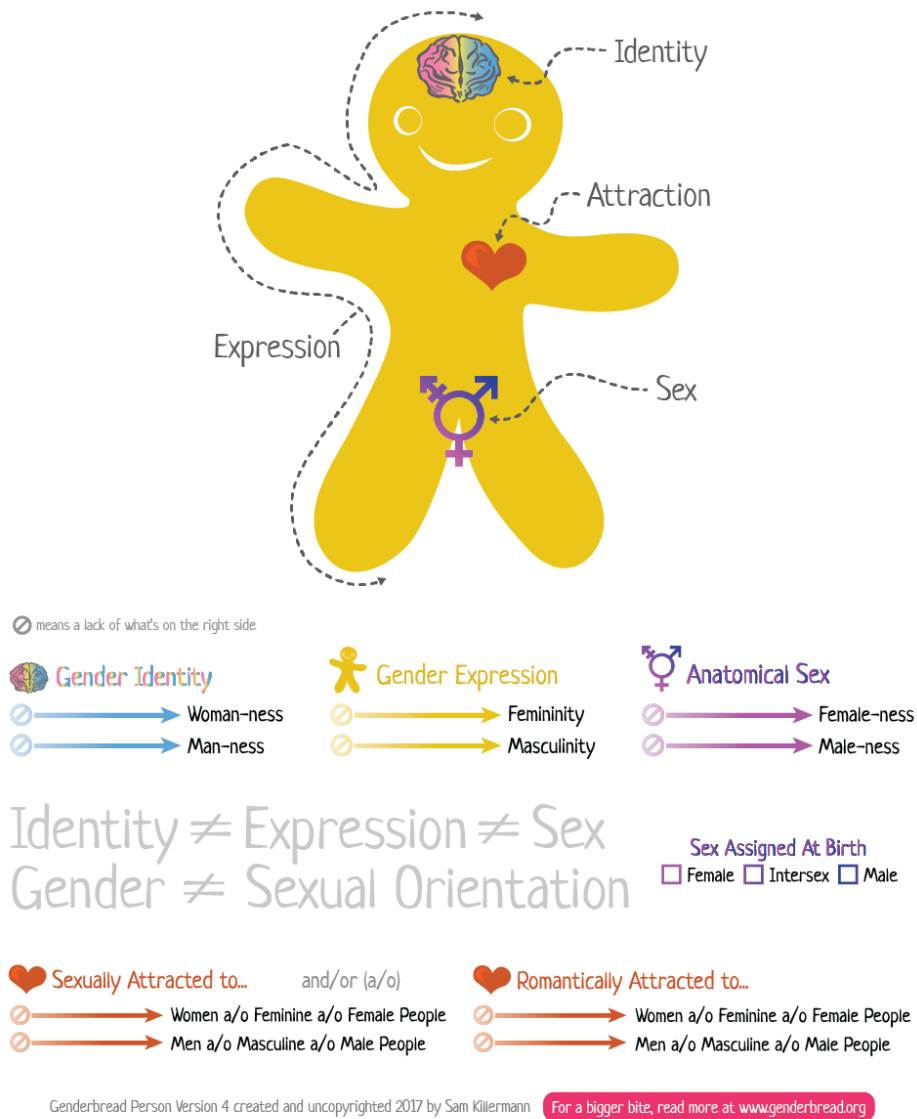 Identity
Attraction
Expression
Sex
means a lack of what's on the right side
Gender Identity
Woman-ness
Man-ness
Gender Expression
Femininity
Masculinity
Anatomical Sex
Female-ness
Male-ness
Identity ≠ Expression ≠ Sex
Gender ≠ Sexual Orientation
Sex Assigned At Birth
Female Intersex Male
Sexually Attracted to...
and/or (a/o)
Women a/o Feminine a/o Female People
Men a/o Masculine a/o Male People
Romantically Attracted to...
Women a/o Feminine a/o Female People
Men a/o Masculine a/o Male People
Genderbread Person Version 4 created and uncopyrighted 2017 by Sam Killermann
For a bigger bite, read more at www.genderbread.org